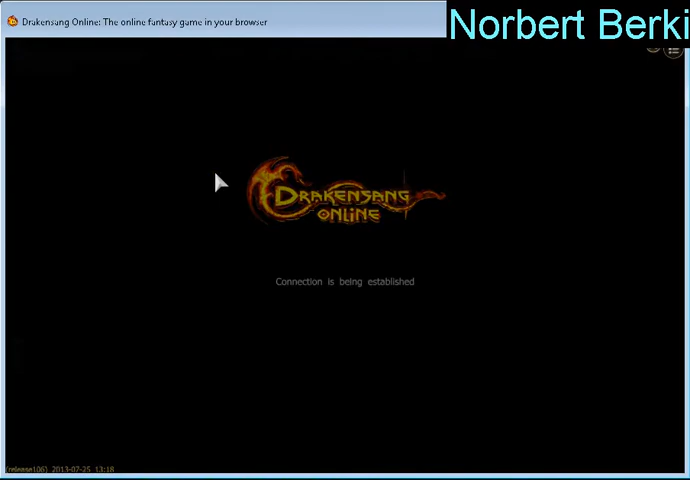 Drakensang Online: The online fantasy game in your browser
Norbert Berki
DRAKENSANG
ONLINE
Connection is being established
(release106) 2013-07-25 13:18